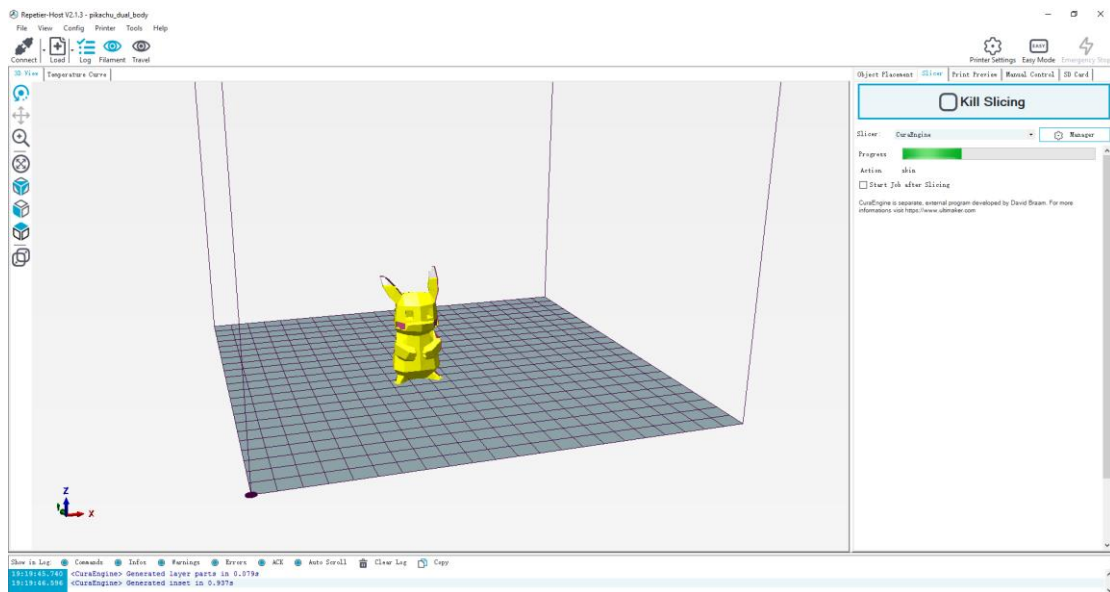 Repetier-Host V2.1.3 - pikachu_dual_body
File View Config Printer Tools Help
Connect Load Log Filament Travel
Printer Settings Easy Mode Emergency Stop
EASY
3D View Temperature Curve
Object Placement Slicer Print Preview Manual Control SD Card
Kill Slicing
Slicer: CuraEngine Manager
Progress
Action skin
Start Job after Slicing
CuraEngine is separate, external program developed by David Braam. For more
informations visit https://www.ultimaker.com
Z
Y X
Show in Log: Commands Infos Warnings Errors ACK Auto Scroll Clear Log Copy
19:19:45.740 <CuraEngine> Generated layer parts in 0.079s
19:19:46.596 <CuraEngine> Generated inset in 0.937s